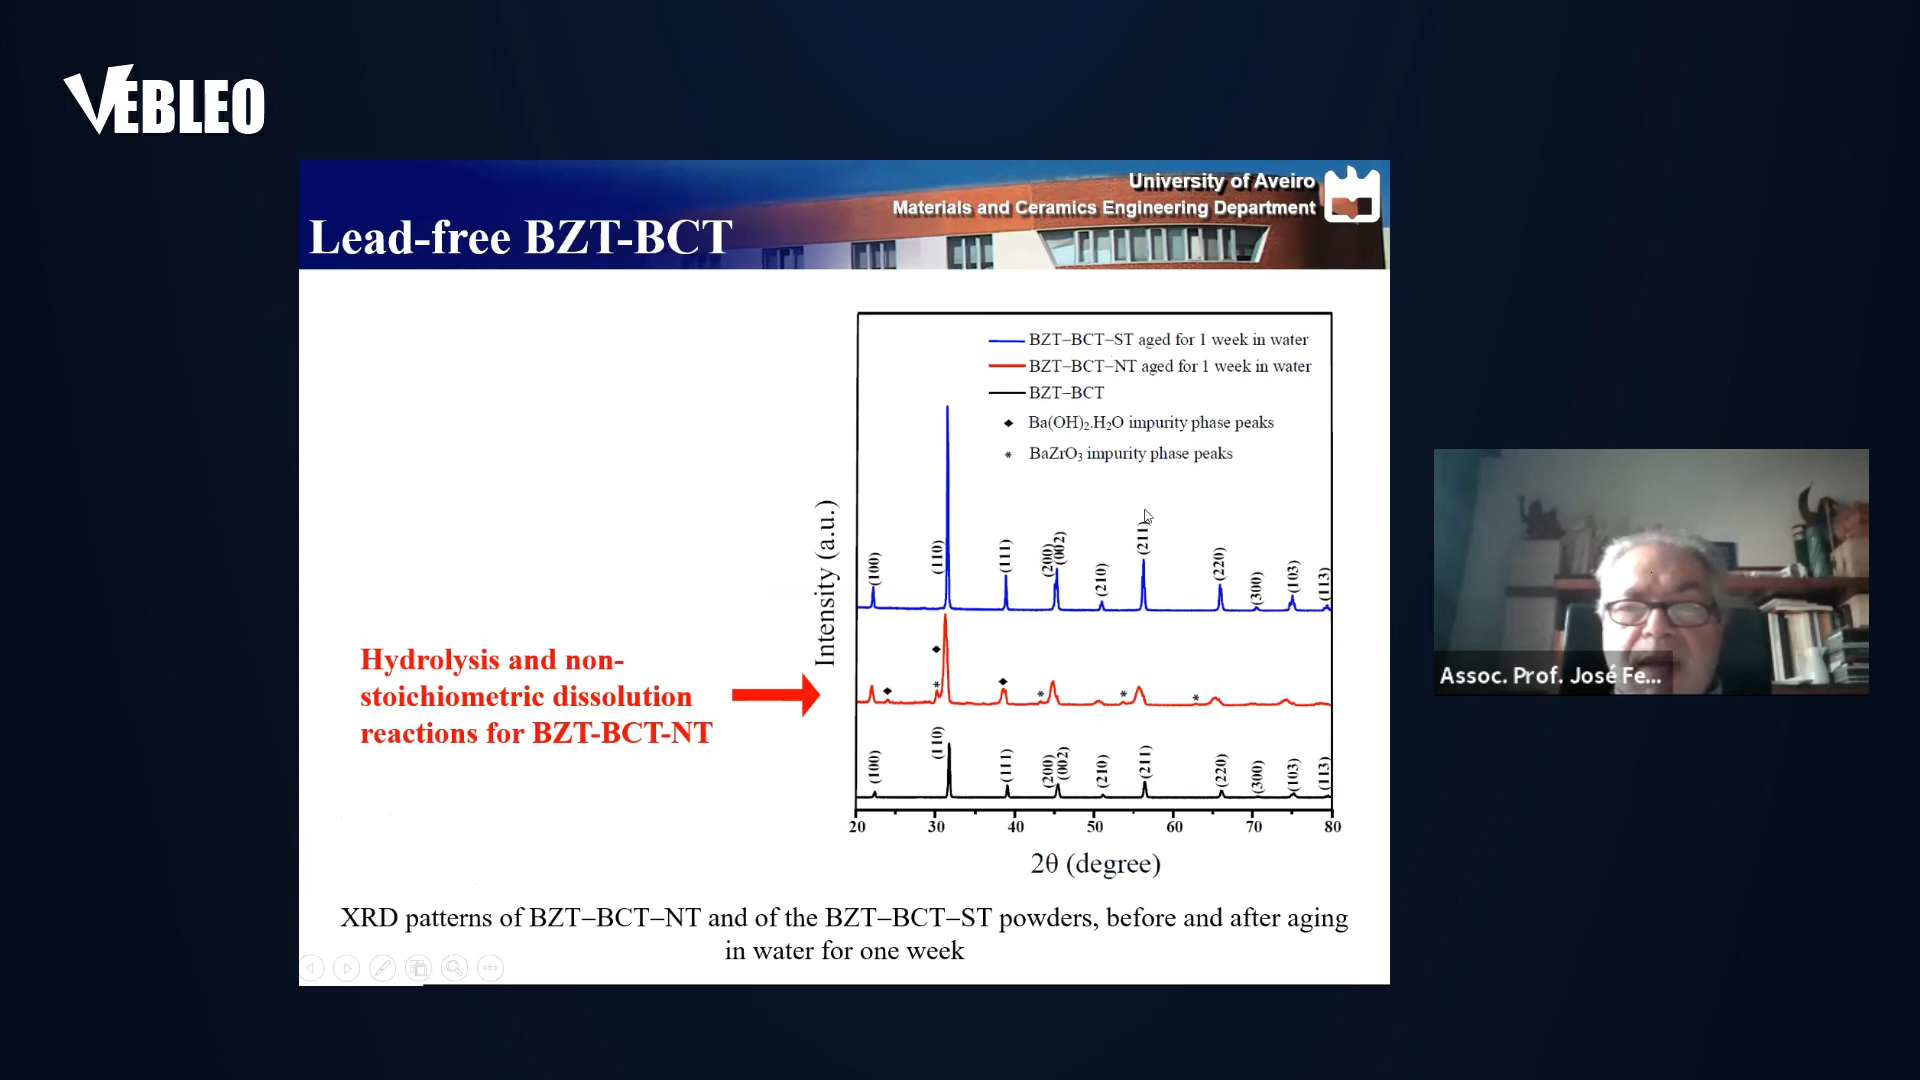 VEBLEO
University of Aveiro
Materials and Ceramics Engineering Department
Lead-free BZT-BCT
BZT–BCT–ST aged for 1 week in water
BZT–BCT–NT aged for 1 week in water
BZT–BCT
Ba(OH)₂.H₂O impurity phase peaks
* BaZrO₃ impurity phase peaks
Intensity (a.u.)
(100) (110) (111) (200) (002) (210) (211) (220) (300) (103) (113)
* * * *
(100) (110) (111) (200) (002) (210) (211) (220) (300) (103) (113)
20 30 40 50 60 70 80
2θ (degree)
Hydrolysis and non-
stoichiometric dissolution
reactions for BZT-BCT-NT
XRD patterns of BZT–BCT–NT and of the BZT–BCT–ST powders, before and after aging
in water for one week
Assoc. Prof. José Fe...